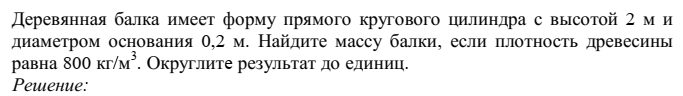 Деревянная балка имеет форму прямого кругового цилиндра с высотой 2 м и
диаметром основания 0,2 м. Найдите массу балки, если плотность древесины
равна 800 кг/м³. Округлите результат до единиц.
Решение: